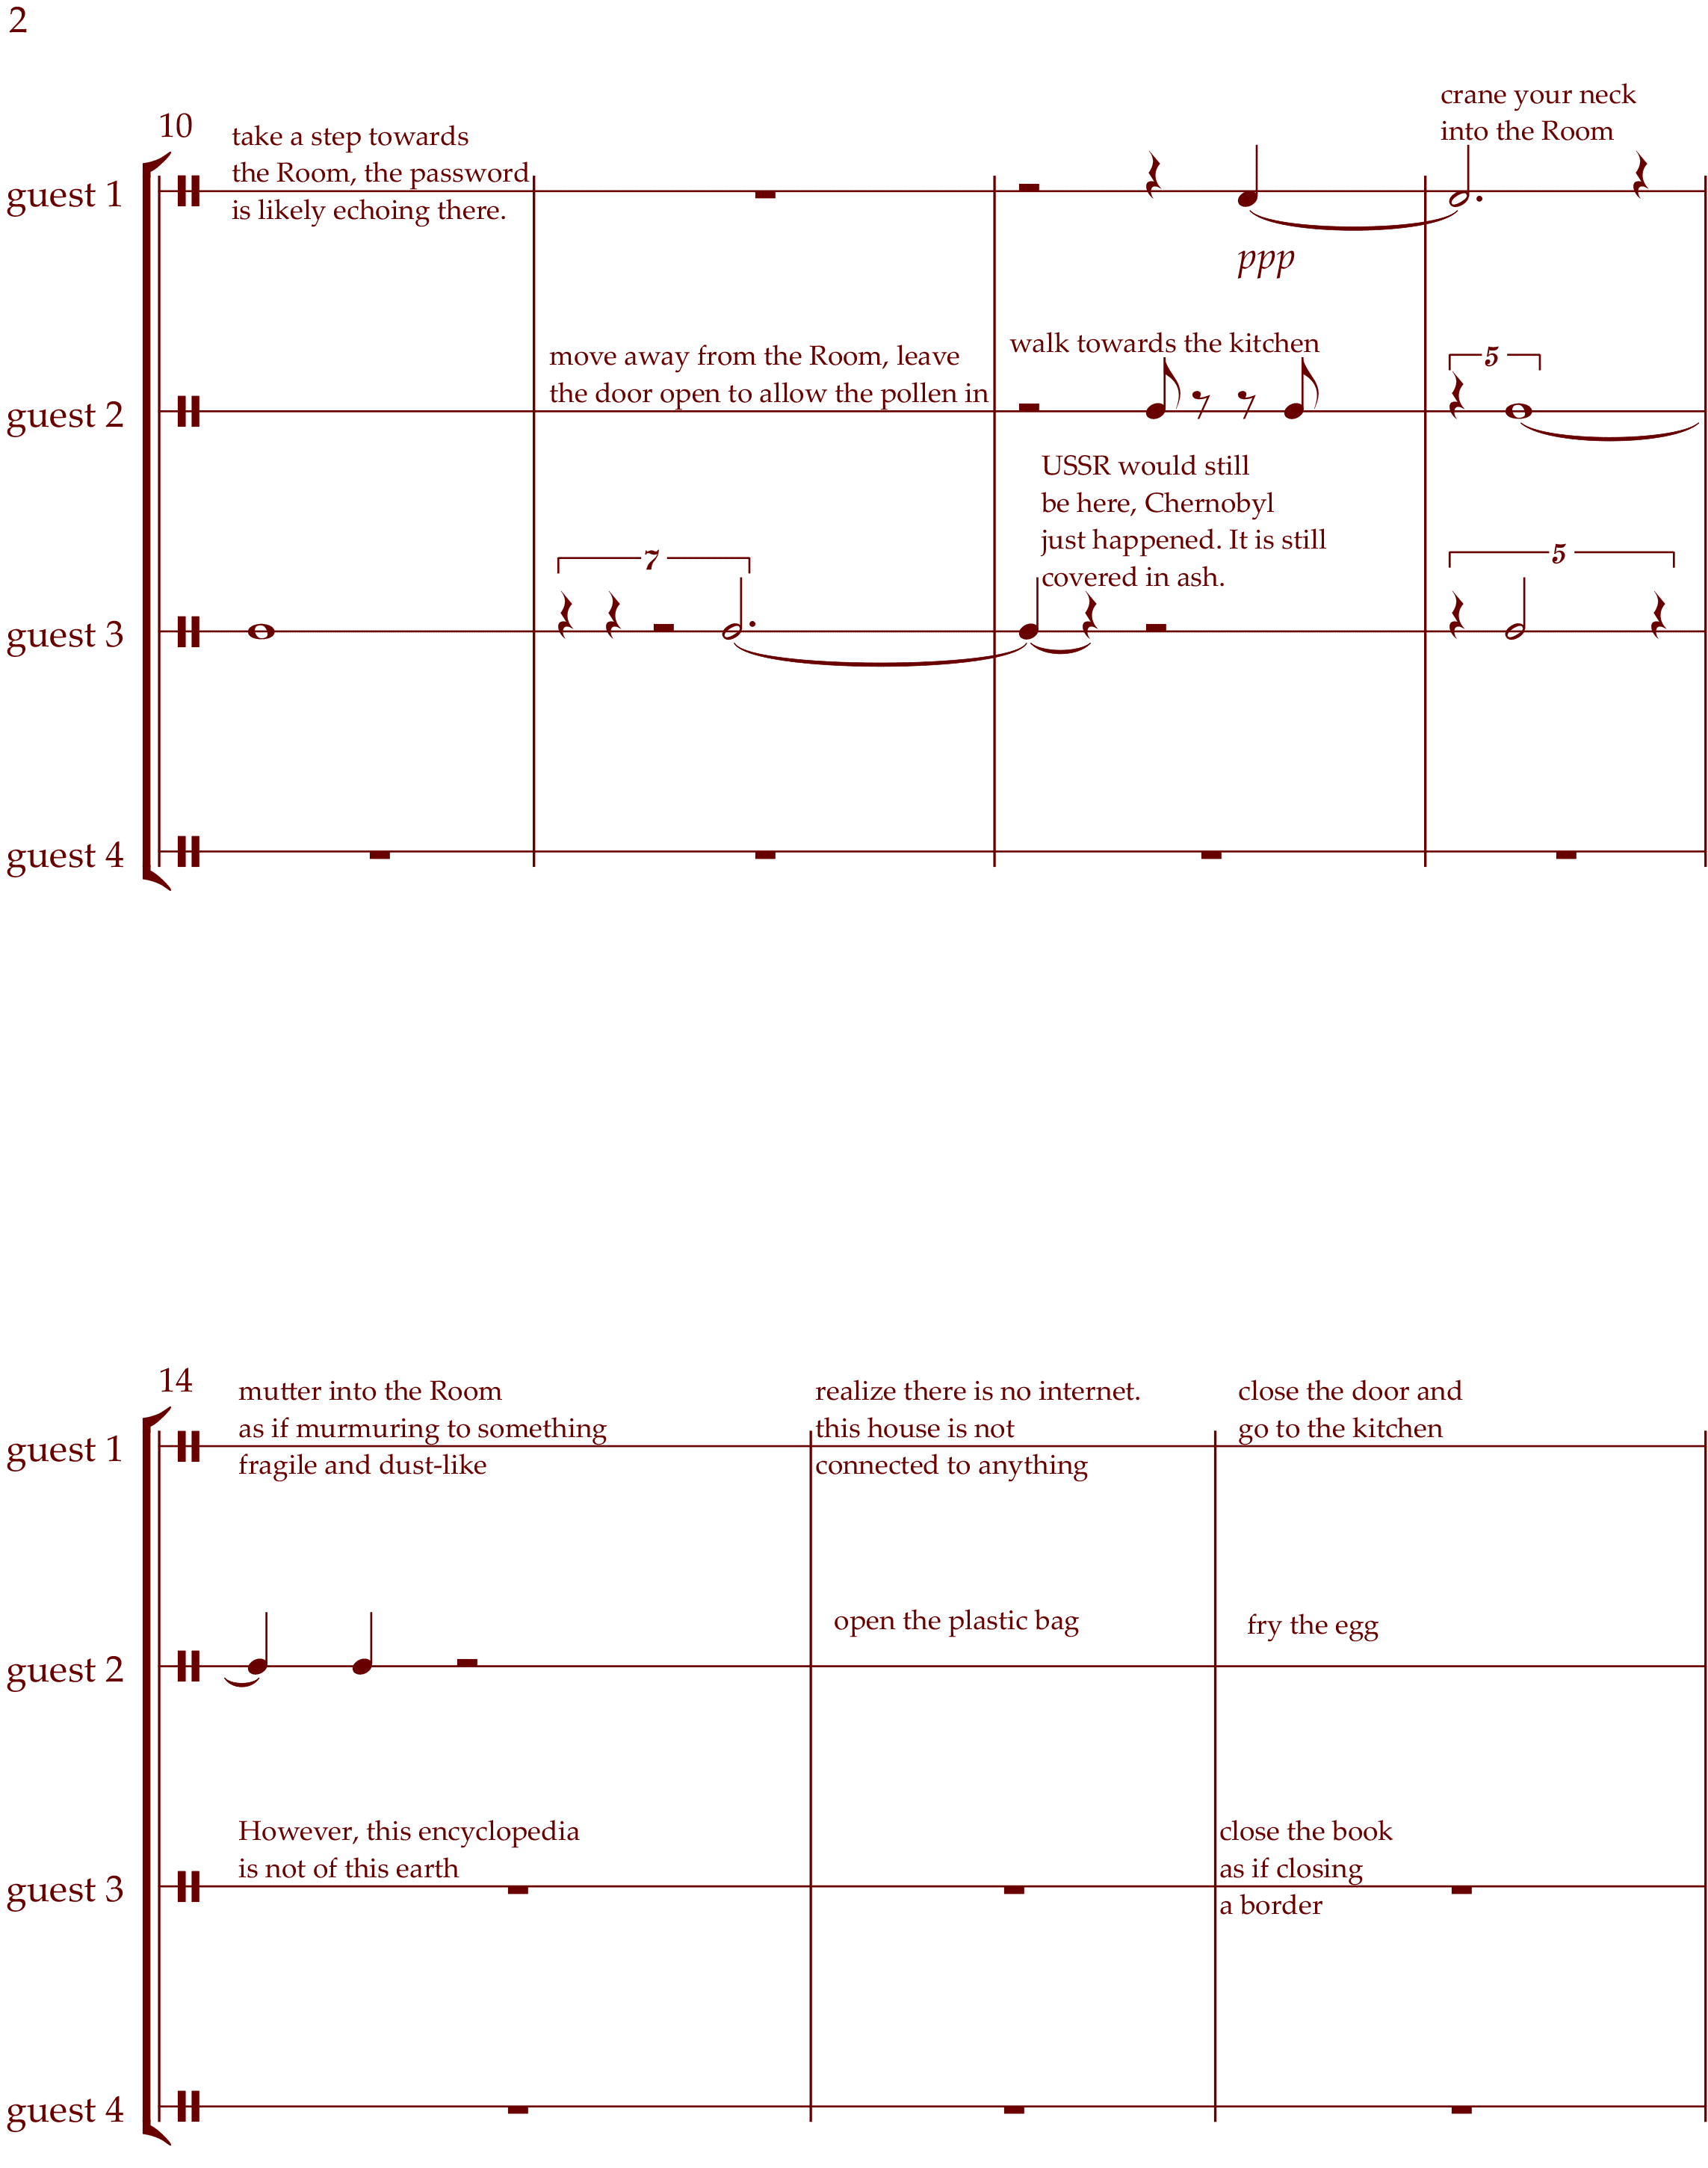 2
10
take a step towards
the Room, the password
is likely echoing there.
crane your neck
into the Room
guest 1
ppp
move away from the Room, leave
the door open to allow the pollen in
walk towards the kitchen
5
guest 2
USSR would still
be here, Chernobyl
just happened. It is still
covered in ash.
7
5
guest 3
guest 4
14
mutter into the Room
as if murmuring to something
fragile and dust-like
realize there is no internet.
this house is not
connected to anything
close the door and
go to the kitchen
guest 1
open the plastic bag
fry the egg
guest 2
However, this encyclopedia
is not of this earth
close the book
as if closing
a border
guest 3
guest 4